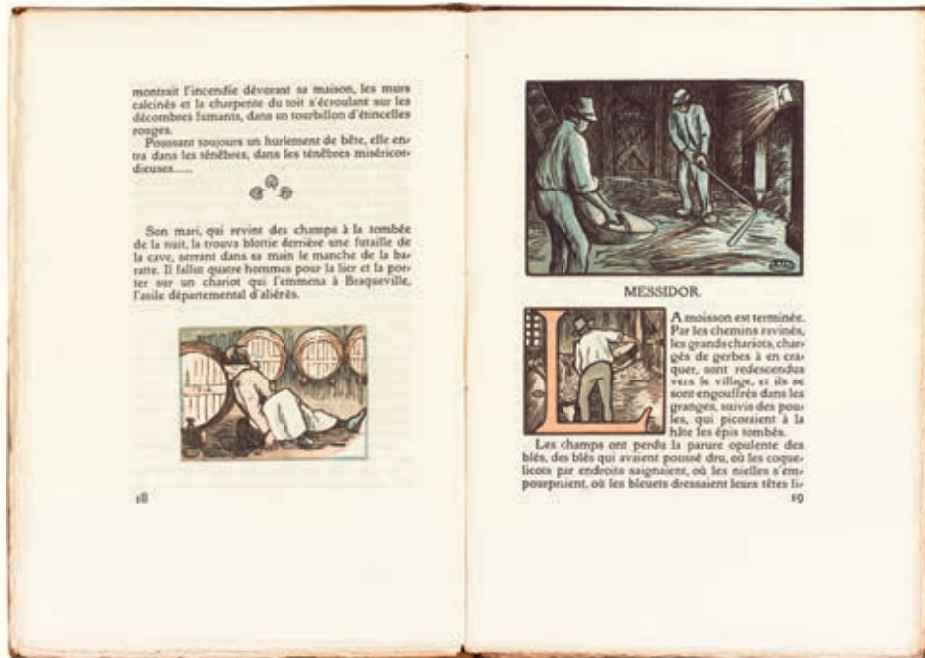 montrait l'incendie dévorant sa maison, les murs
calcinés et la charpente du toit s'écroulant sur les
décombres fumants, dans un tourbillon d'étincelles
rouges.
Poussant toujours un hurlement de bête, elle en-
tra dans les ténèbres, dans les ténèbres miséricor-
dieuses.....
Son mari, qui revint des champs à la tombée
de la nuit, la trouva blottie derrière une futaille de
la cave, serrant dans sa main le manche de la ba-
ratte. Il fallut quatre hommes pour la lier et la por-
ter sur un chariot qui l'emmena à Braqueville,
l'asile départemental d'aliénés.
18
MESSIDOR.
LA moisson est terminée.
Par les chemins ravinés,
les grands chariots, char-
gés de gerbes à en cra-
quer, sont redescendus
vers le village, et ils se
sont engouffrés dans les
granges, suivis des pou-
les, qui picoraient à la
hâte les épis tombés.
Les champs ont perdu la parure opulente des
blés, des blés qui avaient poussé dru, où les coque-
licots par endroits saignaient, où les nielles s'em-
pourpraient, où les bleuets dressaient leurs têtes fi-
19